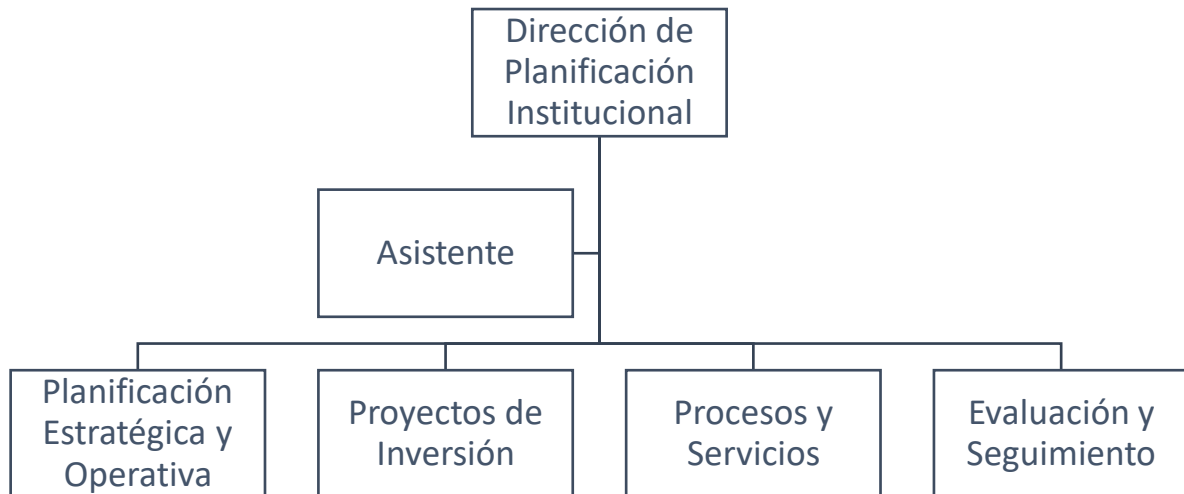 Dirección de
Planificación
Institucional
Asistente
Planificación
Estratégica y
Operativa
Proyectos de
Inversión
Procesos y
Servicios
Evaluación y
Seguimiento